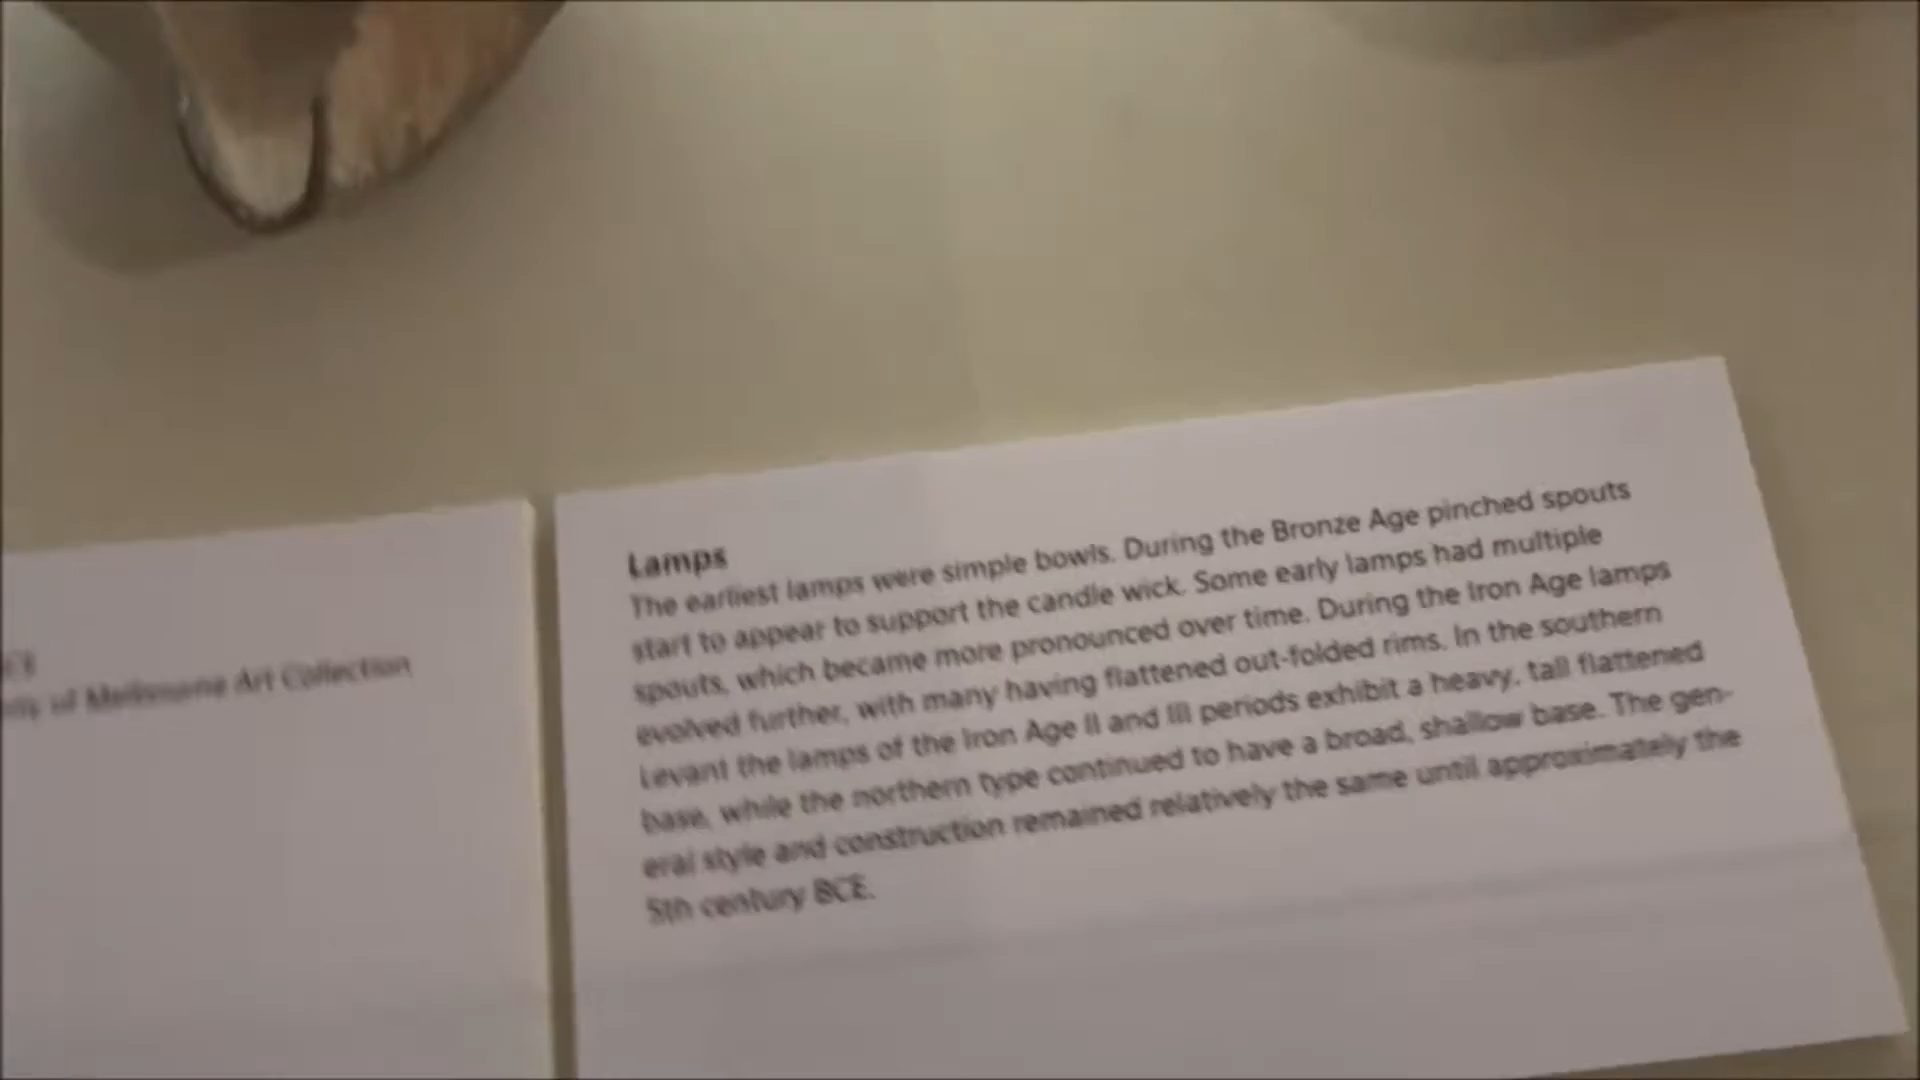 CE
ity of Melbourne Art Collection
Lamps
The earliest lamps were simple bowls. During the Bronze Age pinched spouts
start to appear to support the candle wick. Some early lamps had multiple
spouts, which became more pronounced over time. During the Iron Age lamps
evolved further, with many having flattened out-folded rims. In the southern
Levant the lamps of the Iron Age II and III periods exhibit a heavy, tall flattened
base, while the northern type continued to have a broad, shallow base. The gen-
eral style and construction remained relatively the same until approximately the
5th century BCE.